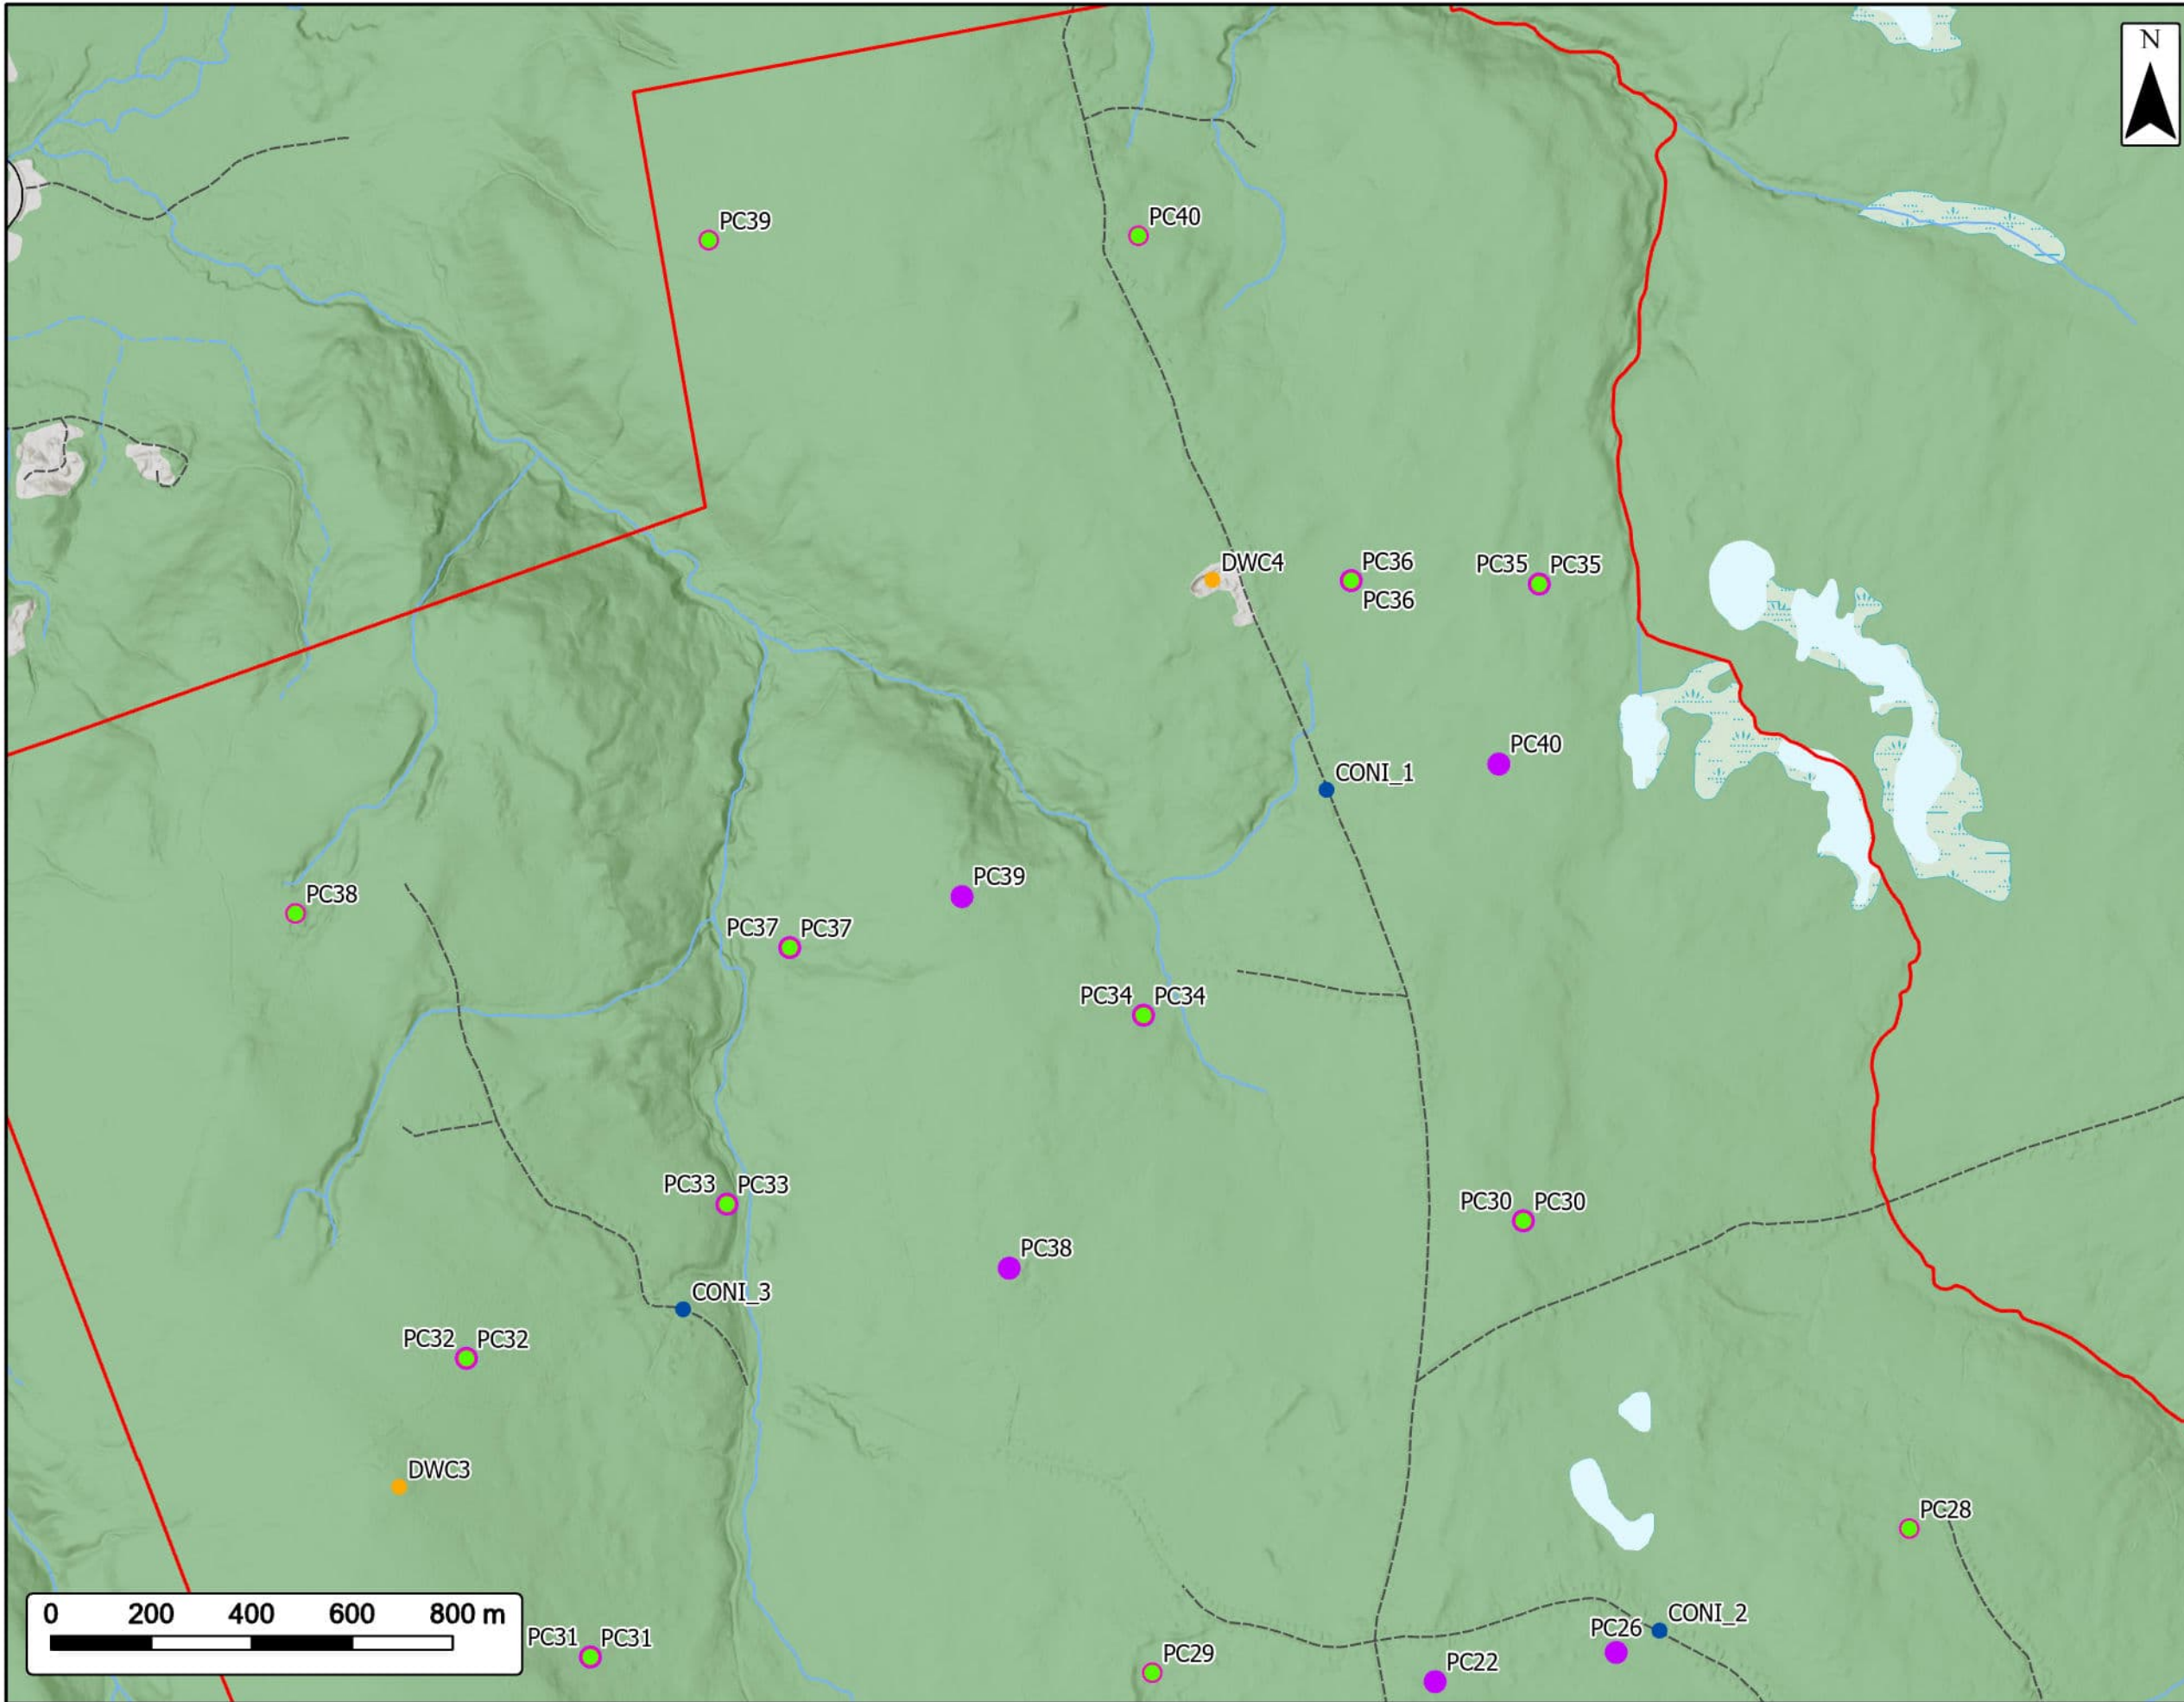 N
PC39
PC40
DWC4
PC36
PC36
PC35 PC35
PC40
CONI_1
PC39
PC38
PC37 PC37
PC34 PC34
PC33 PC33
PC30 PC30
PC38
CONI_3
PC32 PC32
DWC3
PC28
0 200 400 600 800 m
CONI_2
PC26
PC31 PC31
PC29
PC22